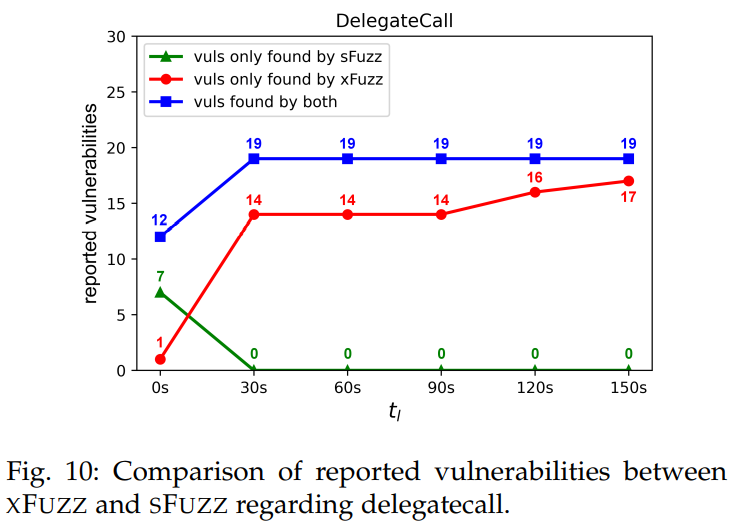 DelegateCall
30
vuls only found by sFuzz
vuls only found by xFuzz
vuls found by both
25
20
15
10
5
0
reported vulnerabilities
12 19 19 19 19 19
1 14 14 14 16 17
7 0 0 0 0 0
0s 30s 60s 90s 120s 150s
tl
Fig. 10: Comparison of reported vulnerabilities between
XFUZZ and SFUZZ regarding delegatecall.